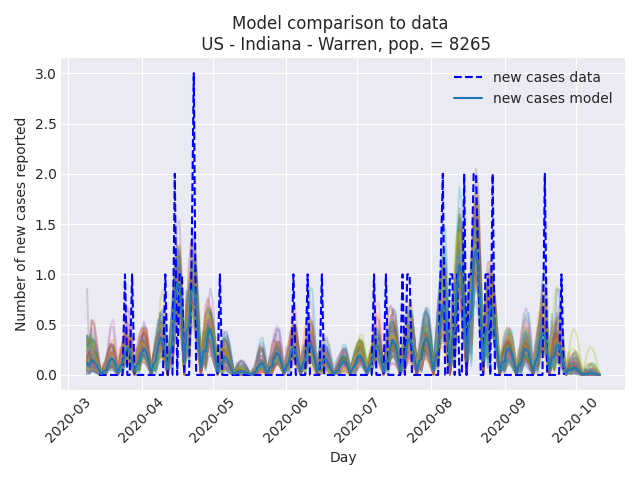 Model comparison to data
US - Indiana - Warren, pop. = 8265
new cases data
new cases model
Number of new cases reported
3.0
2.5
2.0
1.5
1.0
0.5
0.0
2020-03
2020-04
2020-05
2020-06
2020-07
2020-08
2020-09
2020-10
Day